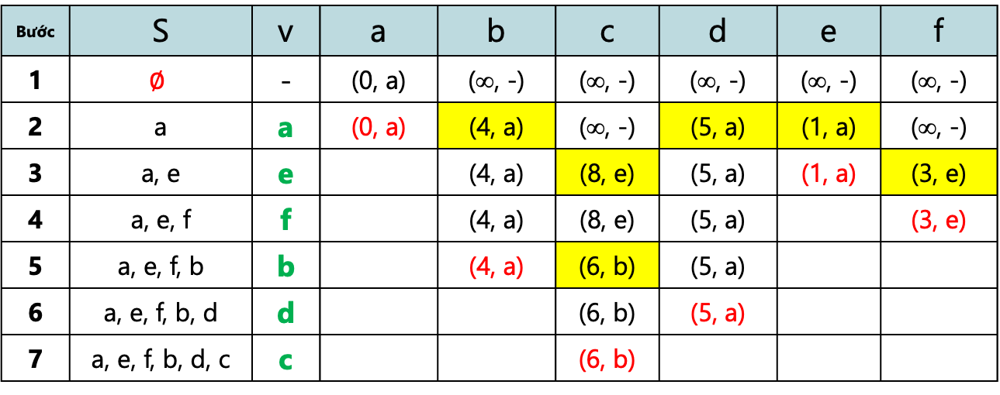 Bước S v a b c d e f
1 ∅ - (0, a) (∞, -) (∞, -) (∞, -) (∞, -) (∞, -)
2 a a (0, a) (4, a) (∞, -) (5, a) (1, a) (∞, -)
3 a, e e (4, a) (8, e) (5, a) (1, a) (3, e)
4 a, e, f f (4, a) (8, e) (5, a) (3, e)
5 a, e, f, b b (4, a) (6, b) (5, a)
6 a, e, f, b, d d (6, b) (5, a)
7 a, e, f, b, d, c c (6, b)